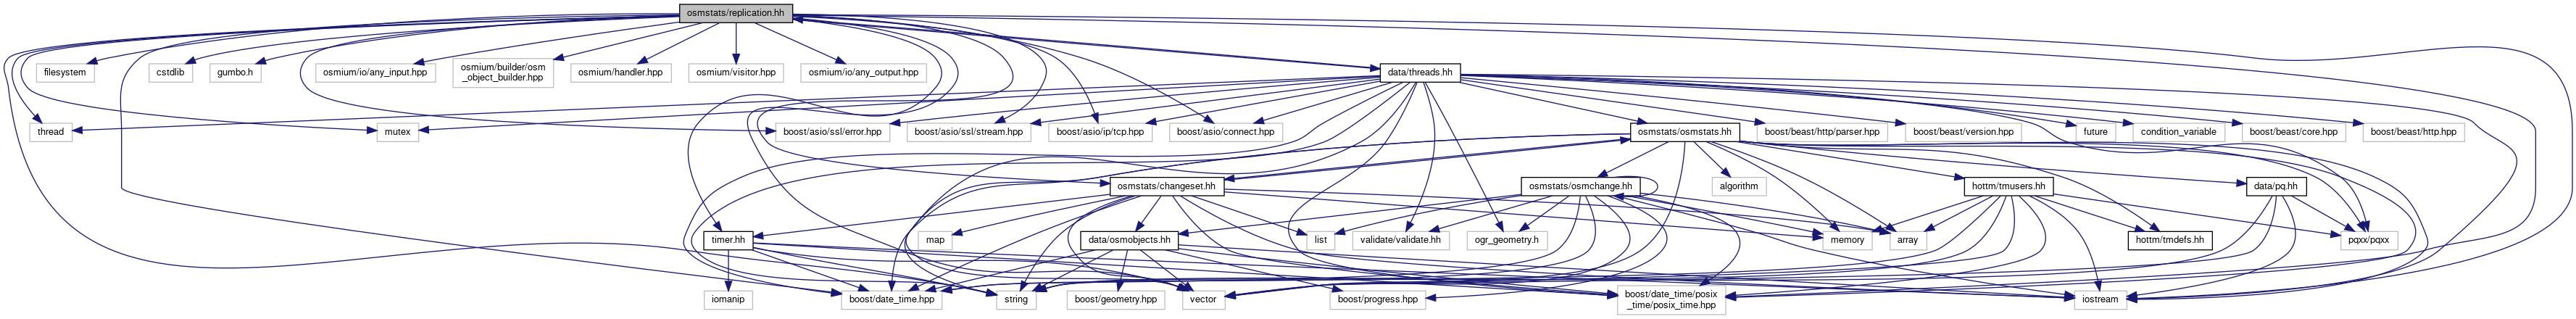 osmstats/replication.hh
filesystem
cstdlib
gumbo.h
osmium/io/any_input.hpp
osmium/builder/osm
_object_builder.hpp
osmium/handler.hpp
osmium/visitor.hpp
osmium/io/any_output.hpp
data/threads.hh
thread
mutex
boost/asio/ssl/error.hpp
boost/asio/ssl/stream.hpp
boost/asio/ip/tcp.hpp
boost/asio/connect.hpp
osmstats/osmstats.hh
boost/beast/http/parser.hpp
boost/beast/version.hpp
future
condition_variable
boost/beast/core.hpp
boost/beast/http.hpp
osmstats/changeset.hh
osmstats/osmchange.hh
algorithm
hottm/tmusers.hh
data/pq.hh
timer.hh
map
data/osmobjects.hh
list
validate/validate.hh
ogr_geometry.h
memory
array
hottm/tmdefs.hh
pqxx/pqxx
iomanip
boost/date_time.hpp
string
boost/geometry.hpp
vector
boost/progress.hpp
boost/date_time/posix
_time/posix_time.hpp
iostream